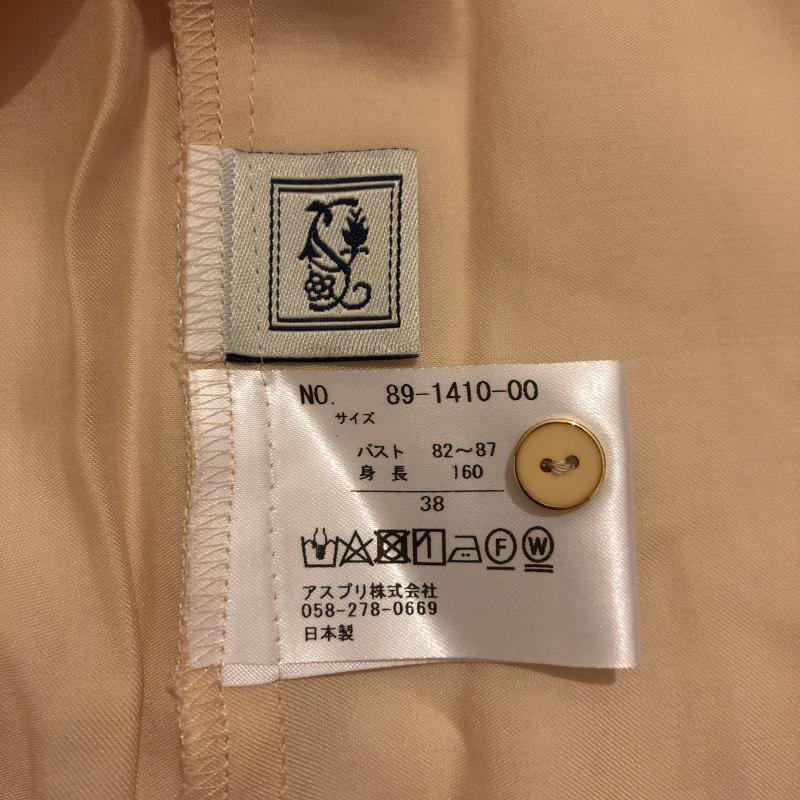 NO. 89-1410-00
サイズ
バスト 82〜87
身長 160
38
F W
アスプリ株式会社
058-278-0669
日本製